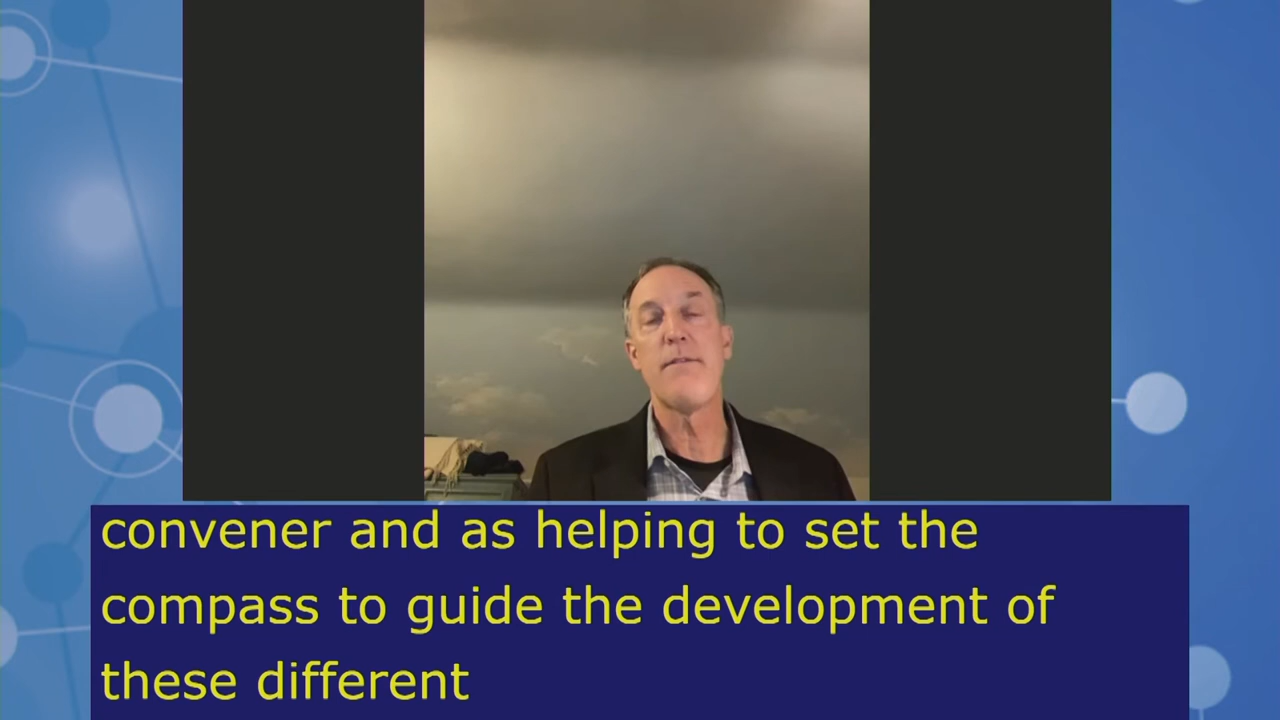 convener and as helping to set the
compass to guide the development of
these different